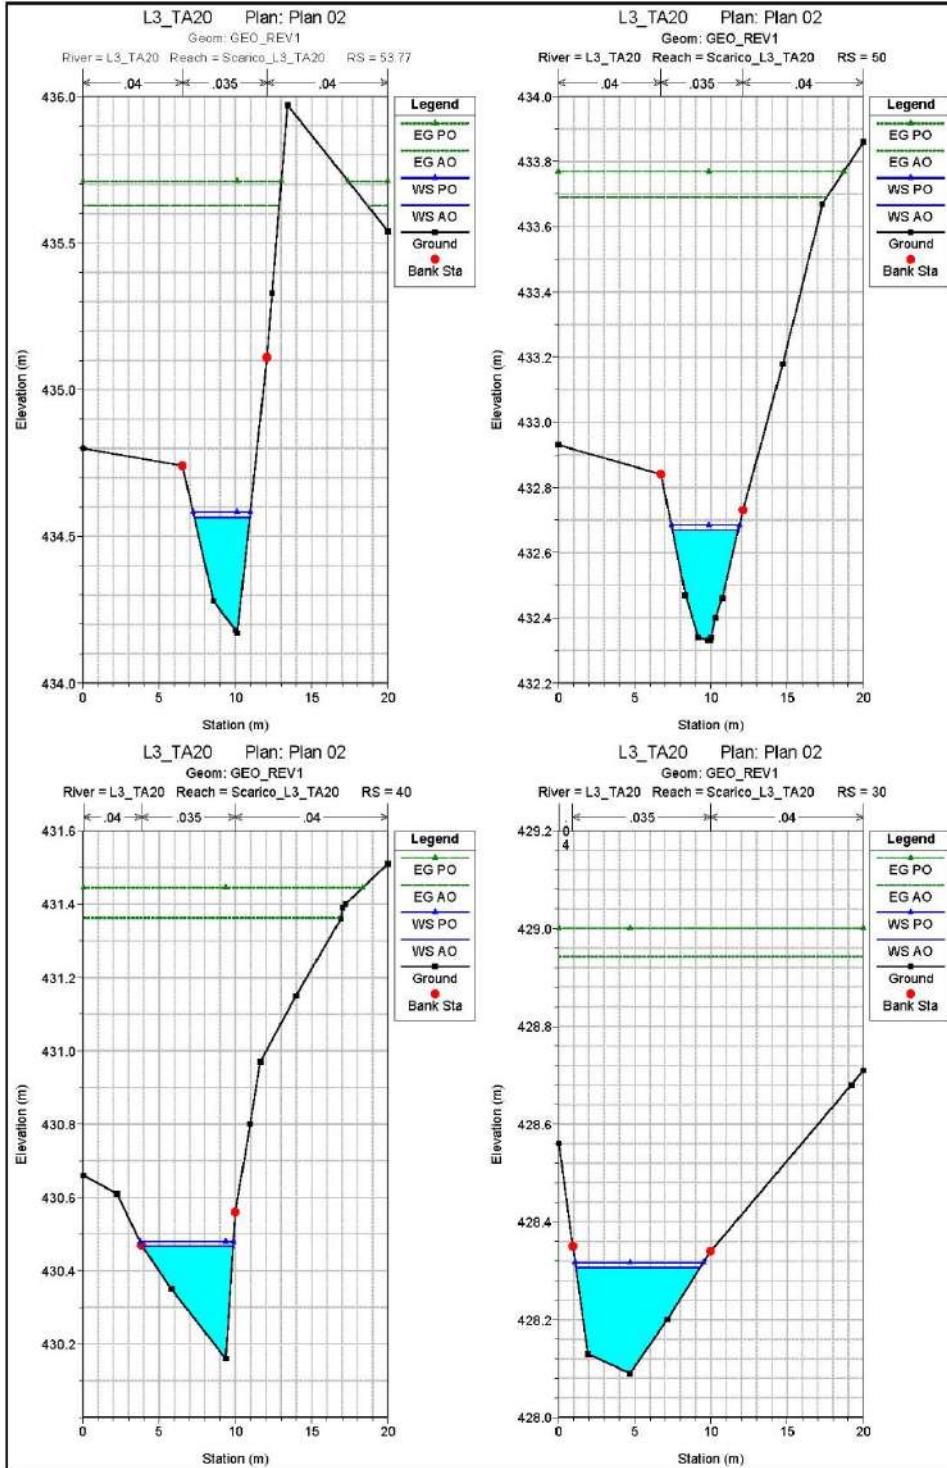 L3_TA20 Plan: Plan 02
Geom: GEO_REV1
River = L3_TA20 Reach = Scarico_L3_TA20 RS = 53.77
.04 .035 .04
436.0
435.5
435.0
434.5
434.0
Elevation (m)
0 5 10 15 20
Station (m)
Legend
EG PO
EG AO
WS PO
WS AO
Ground
Bank Sta
L3_TA20 Plan: Plan 02
Geom: GEO_REV1
River = L3_TA20 Reach = Scarico_L3_TA20 RS = 50
.04 .035 .04
434.0
433.8
433.6
433.4
433.2
433.0
432.8
432.6
432.4
432.2
Elevation (m)
0 5 10 15 20
Station (m)
Legend
EG PO
EG AO
WS PO
WS AO
Ground
Bank Sta
L3_TA20 Plan: Plan 02
Geom: GEO_REV1
River = L3_TA20 Reach = Scarico_L3_TA20 RS = 40
.04 .035 .04
431.6
431.4
431.2
431.0
430.8
430.6
430.4
430.2
Elevation (m)
0 5 10 15 20
Station (m)
Legend
EG PO
EG AO
WS PO
WS AO
Ground
Bank Sta
L3_TA20 Plan: Plan 02
Geom: GEO_REV1
River = L3_TA20 Reach = Scarico_L3_TA20 RS = 30
.04 .035 .04
429.2
429.0
428.8
428.6
428.4
428.2
428.0
Elevation (m)
0 5 10 15 20
Station (m)
Legend
EG PO
EG AO
WS PO
WS AO
Ground
Bank Sta